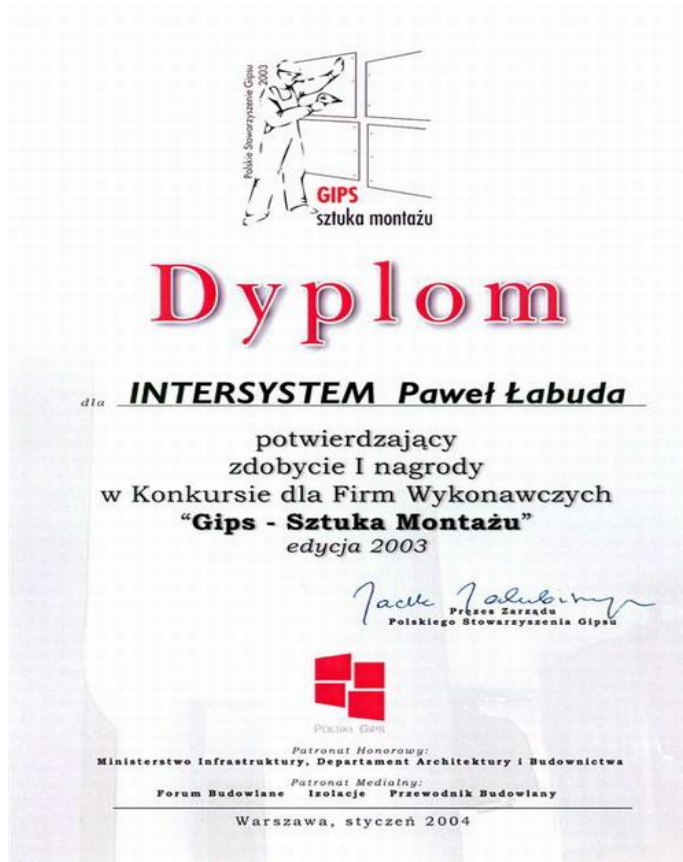 Polskie Stowarzyszenie Gipsu
2003
GIPS
sztuka montażu
Dyplom
dla INTERSYSTEM Paweł Łabuda
potwierdzający
zdobycie I nagrody
w Konkursie dla Firm Wykonawczych
“Gips - Sztuka Montażu”
edycja 2003
Jacek
Prezes Zarządu
Polskiego Stowarzyszenia Gipsu
POLSKI GIPS
Patronat Honorowy:
Ministerstwo Infrastruktury, Departament Architektury i Budownictwa
Patronat Medialny:
Forum Budowlane Izolacje Przewodnik Budowlany
Warszawa, styczeń 2004